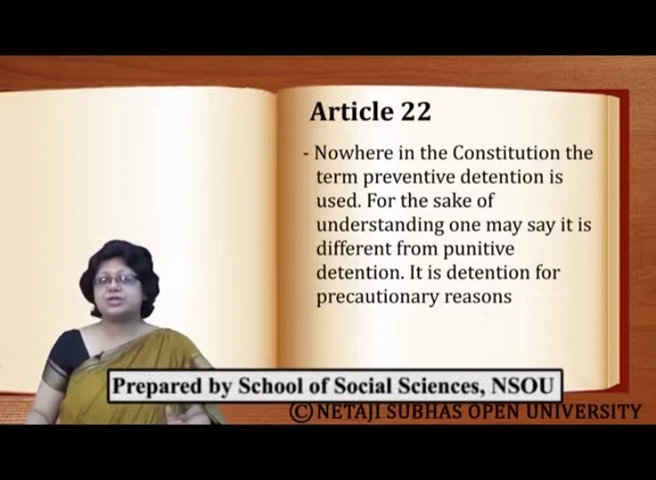 Article 22
- Nowhere in the Constitution the
term preventive detention is
used. For the sake of
understanding one may say it is
different from punitive
detention. It is detention for
precautionary reasons
Prepared by School of Social Sciences, NSOU
©NETAJI SUBHAS OPEN UNIVERSITY